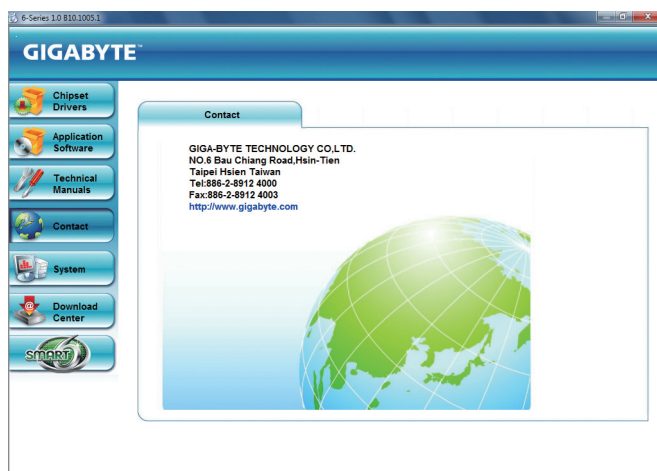 6-Series 1.0 B10.1005.1
GIGABYTE™
Chipset
Drivers
Application
Software
Technical
Manuals
Contact
System
Download
Center
SMART 6
Contact
GIGA-BYTE TECHNOLOGY CO,LTD.
NO.6 Bau Chiang Road,Hsin-Tien
Taipei Hsien Taiwan
Tel:886-2-8912 4000
Fax:886-2-8912 4003
http://www.gigabyte.com